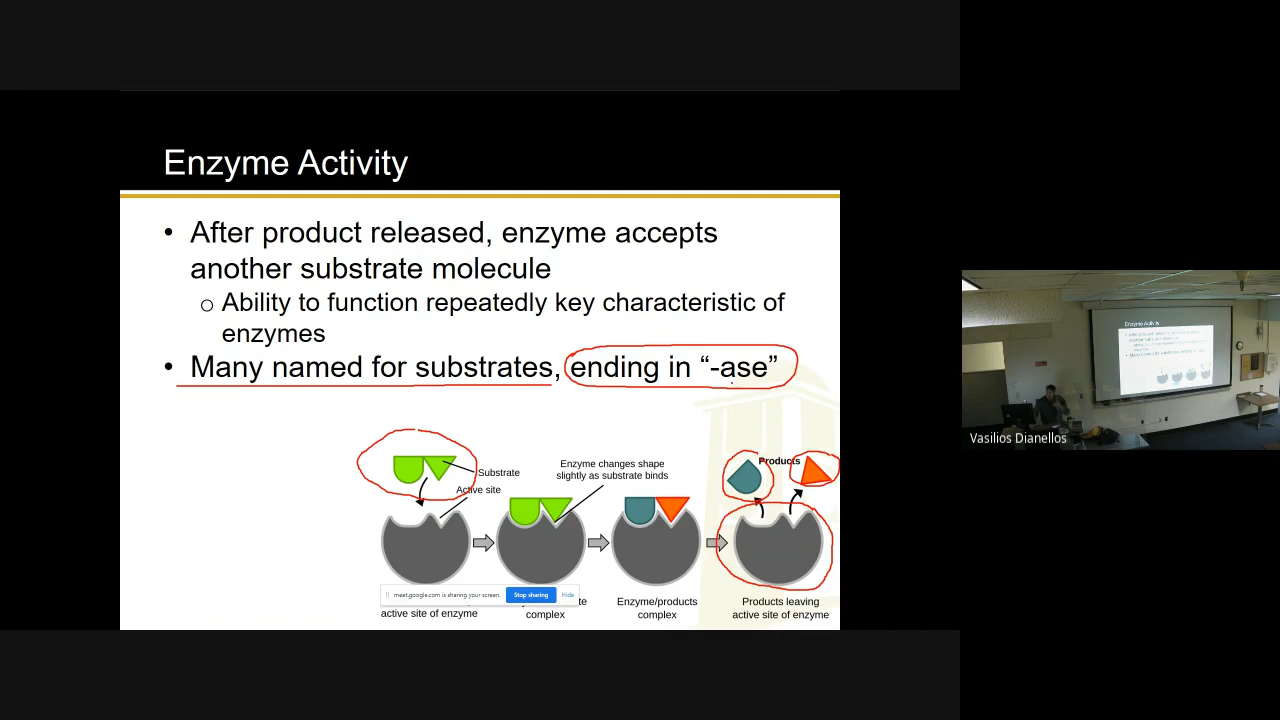 Enzyme Activity
• After product released, enzyme accepts
another substrate molecule
o Ability to function repeatedly key characteristic of
enzymes
• Many named for substrates, ending in “-ase”
Substrate
Active site
Enzyme changes shape
slightly as substrate binds
Products
meet.google.com is sharing your screen.
Stop sharing
Hide
active site of enzyme
te
complex
Enzyme/products
complex
Products leaving
active site of enzyme
Enzyme Activity
Vasilios Dianellos